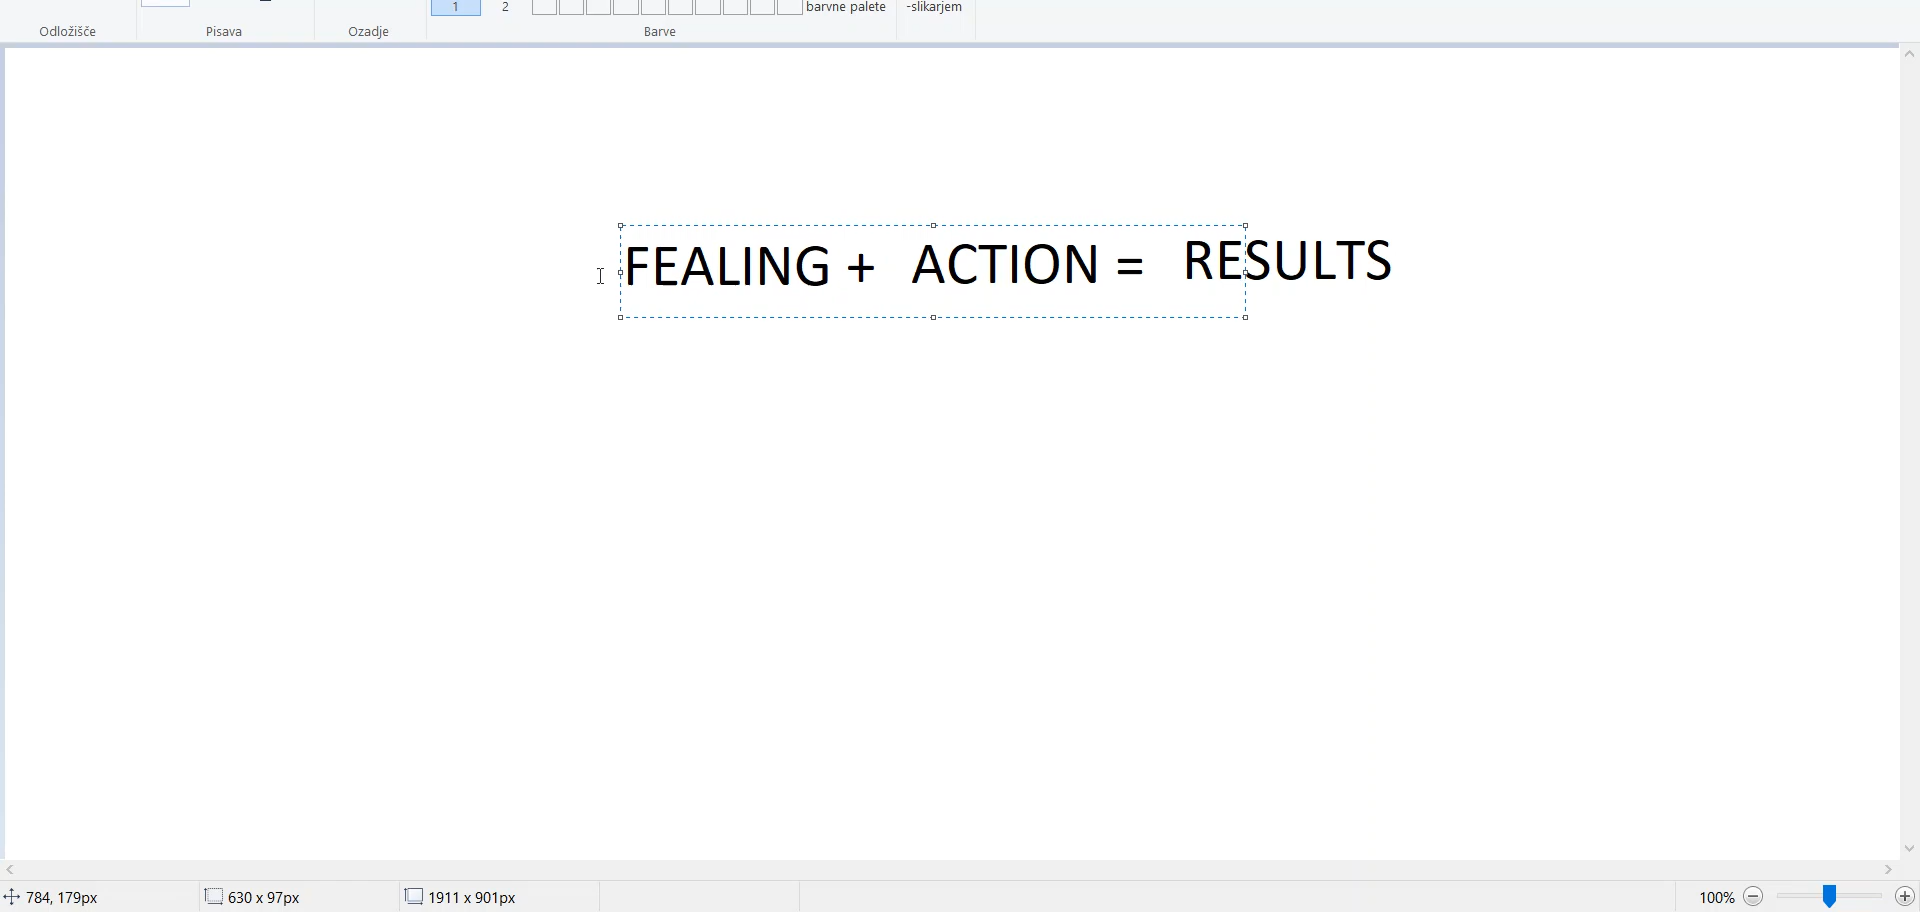 1 2 barvne palete -slikarjem
Odložišče Pisava Ozadje Barve
FEALING + ACTION = RESULTS
784, 179px 630 x 97px 1911 x 901px 100%